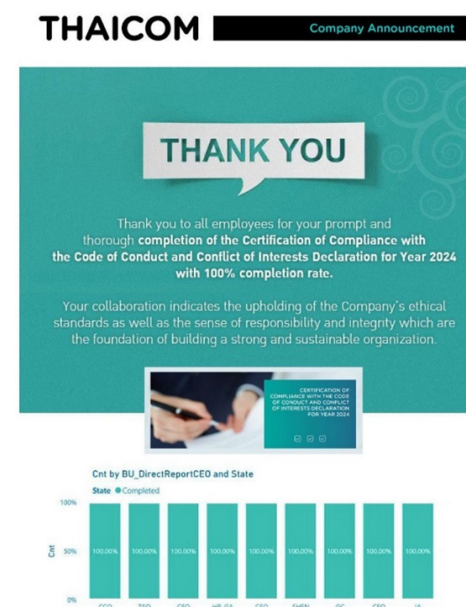 THAICOM
Company Announcement
THANK YOU
Thank you to all employees for your prompt and
thorough completion of the Certification of Compliance with
the Code of Conduct and Conflict of Interests Declaration for Year 2024
with 100% completion rate.
Your collaboration indicates the upholding of the Company's ethical
standards as well as the sense of responsibility and integrity which are
the foundation of building a strong and sustainable organization.
CERTIFICATION OF
COMPLIANCE WITH THE CODE
OF CONDUCT AND CONFLICT
OF INTERESTS DECLARATION
FOR YEAR 2024
Cnt by BU_DirectReportCEO and State
State Completed
100%
Cnt
50%
100.00% 100.00% 100.00% 100.00% 100.00% 100.00% 100.00% 100.00% 100.00%
0%